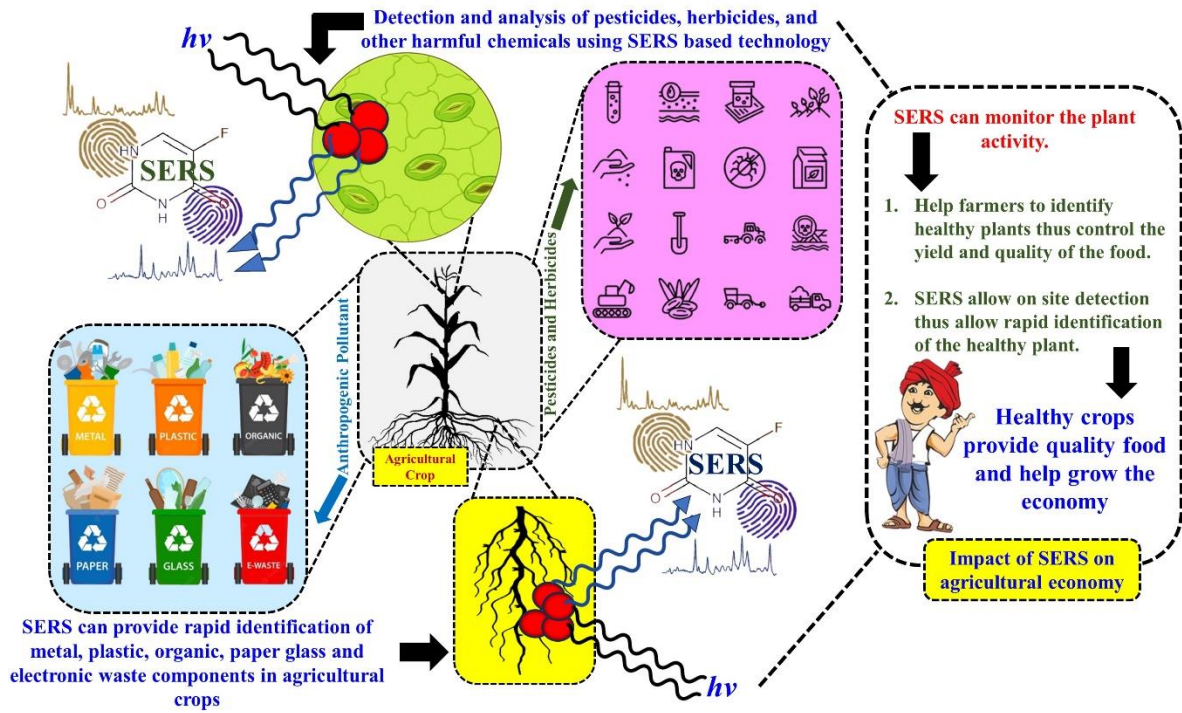 Detection and analysis of pesticides, herbicides, and
other harmful chemicals using SERS based technology
hν
HN
F
SERS
O
N
H
O
Pesticides and Herbicides
SERS can monitor the plant
activity.
1. Help farmers to identify
healthy plants thus control the
yield and quality of the food.
2. SERS allow on site detection
thus allow rapid identification
of the healthy plant.
Healthy crops
provide quality food
and help grow the
economy
Impact of SERS on
agricultural economy
Anthropogenic Pollutant
Agricultural
Crop
METAL
PLASTIC
ORGANIC
PAPER
GLASS
E-WASTE
HN
F
SERS
O
N
H
O
SERS can provide rapid identification of
metal, plastic, organic, paper glass and
electronic waste components in agricultural
crops
hν